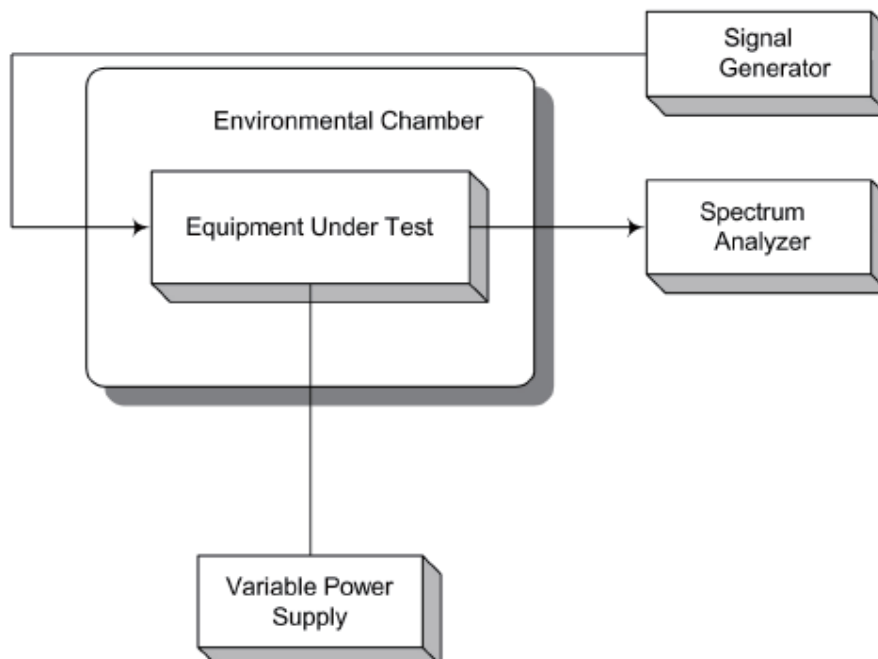 Signal
Generator
Environmental Chamber
Equipment Under Test
Spectrum
Analyzer
Variable Power
Supply